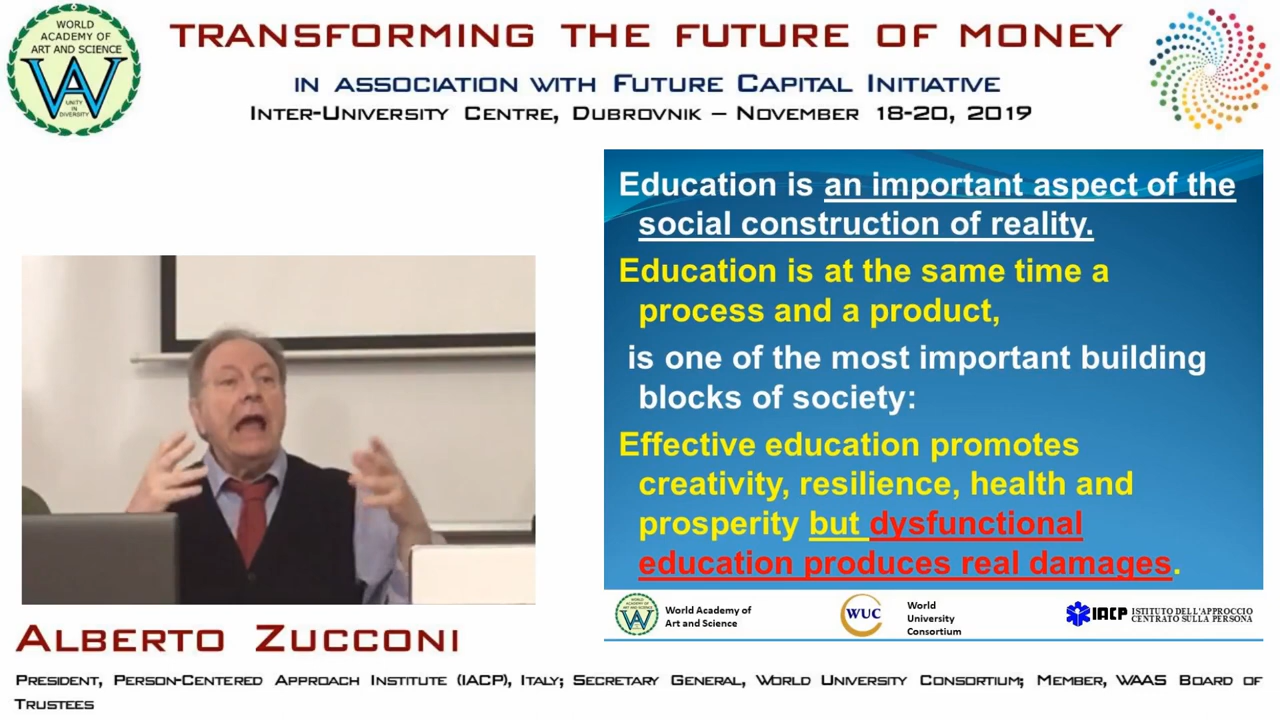 WORLD
ACADEMY OF
ART AND SCIENCE
UNITY
IN
DIVERSITY
TRANSFORMING THE FUTURE OF MONEY
IN ASSOCIATION WITH FUTURE CAPITAL INITIATIVE
INTER-UNIVERSITY CENTRE, DUBROVNIK – NOVEMBER 18-20, 2019
Education is an important aspect of the
social construction of reality.
Education is at the same time a
process and a product,
is one of the most important building
blocks of society:
Effective education promotes
creativity, resilience, health and
prosperity but dysfunctional
education produces real damages.
World Academy of
Art and Science
WUC
World
University
Consortium
IACP
ISTITUTO DELL'APPROCCIO
CENTRATO SULLA PERSONA
ALBERTO ZUCCONI
PRESIDENT, PERSON-CENTERED APPROACH INSTITUTE (IACP), ITALY; SECRETARY GENERAL, WORLD UNIVERSITY CONSORTIUM; MEMBER, WAAS BOARD OF
TRUSTEES